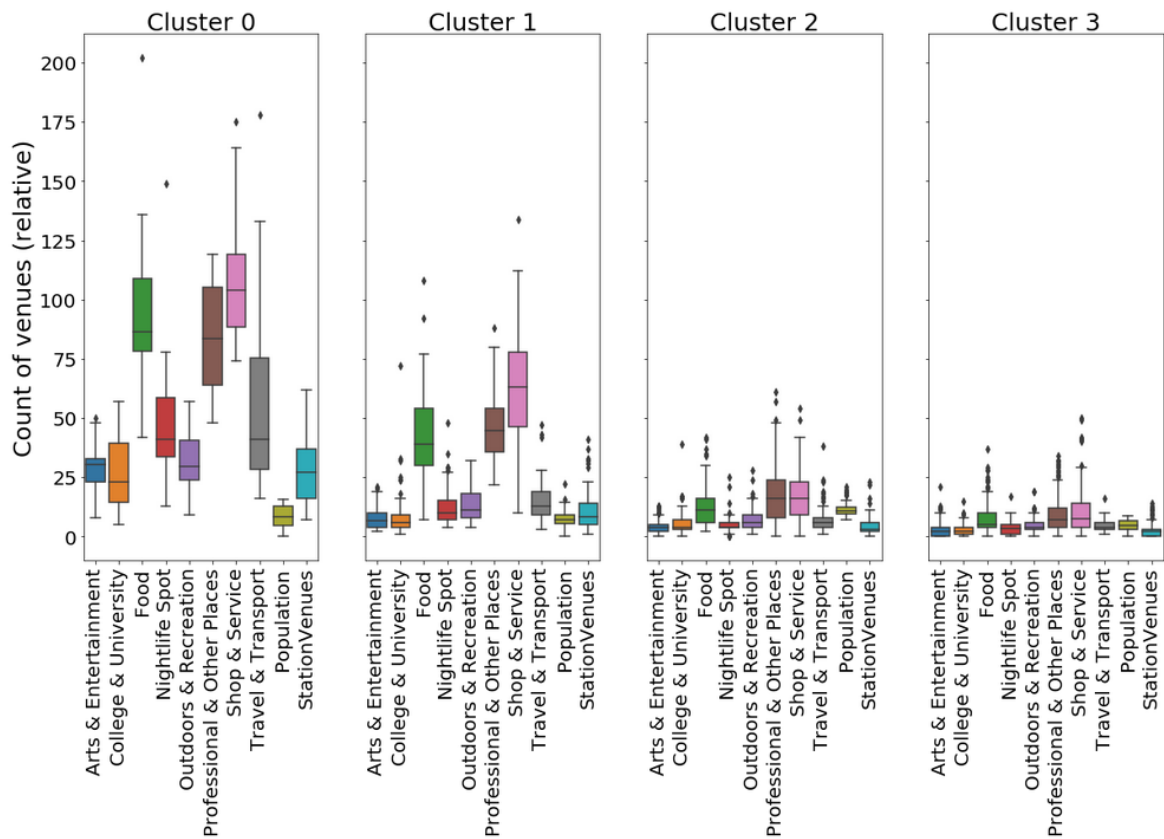 Cluster 0
Cluster 1
Cluster 2
Cluster 3
Count of venues (relative)
200
175
150
125
100
75
50
25
0
Arts & Entertainment
College & University
Food
Nightlife Spot
Outdoors & Recreation
Professional & Other Places
Shop & Service
Travel & Transport
Population
StationVenues
Arts & Entertainment
College & University
Food
Nightlife Spot
Outdoors & Recreation
Professional & Other Places
Shop & Service
Travel & Transport
Population
StationVenues
Arts & Entertainment
College & University
Food
Nightlife Spot
Outdoors & Recreation
Professional & Other Places
Shop & Service
Travel & Transport
Population
StationVenues
Arts & Entertainment
College & University
Food
Nightlife Spot
Outdoors & Recreation
Professional & Other Places
Shop & Service
Travel & Transport
Population
StationVenues